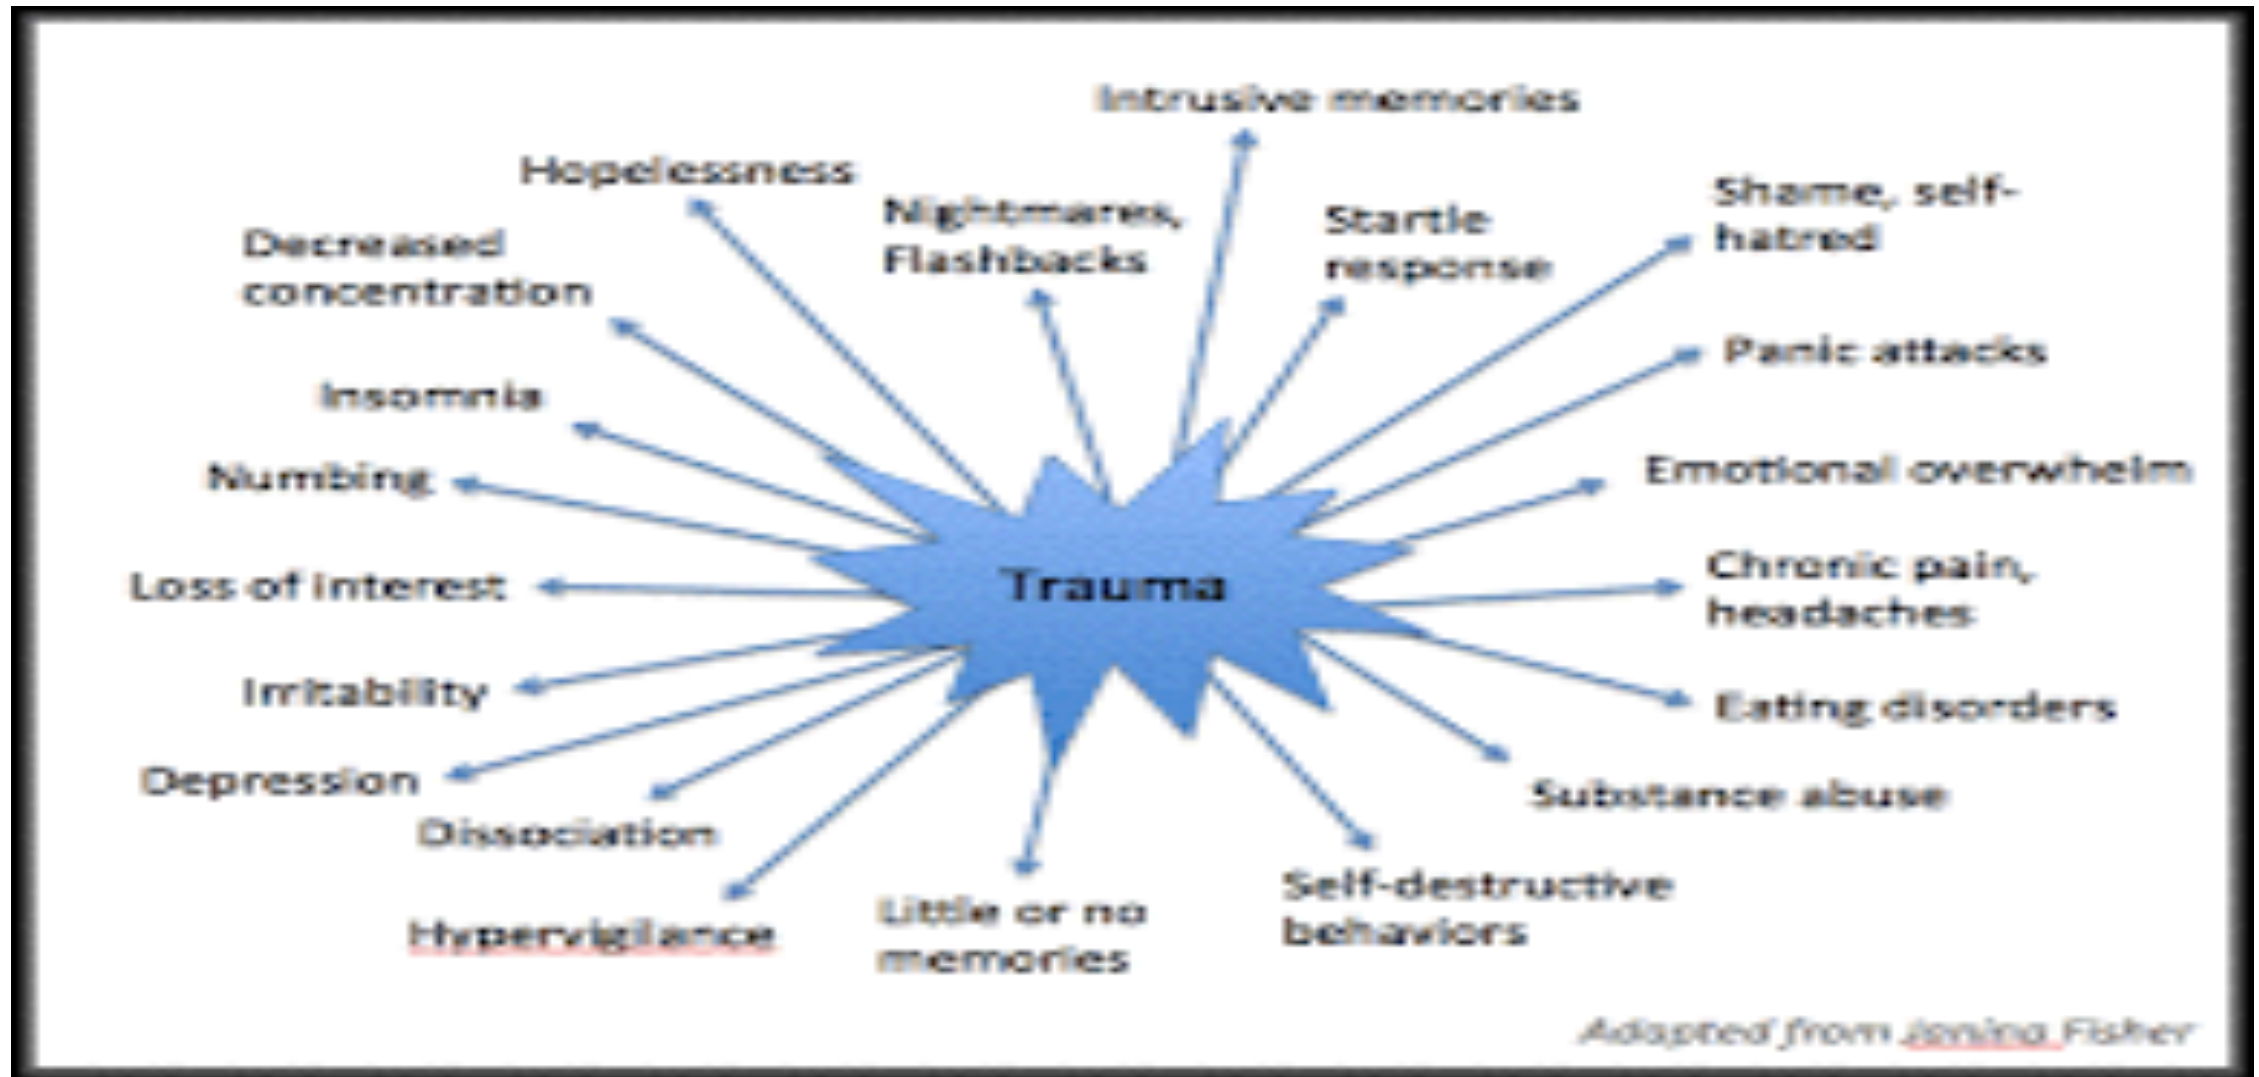 Intrusive memories
Hopelessness
Nightmares,
Flashbacks
Startle
response
Shame, self-
hatred
Decreased
concentration
Panic attacks
Insomnia
Numbing
Emotional overwhelm
Loss of Interest
Trauma
Chronic pain,
headaches
Irritability
Eating disorders
Depression
Dissociation
Substance abuse
Hypervigilance
Little or no
memories
Self-destructive
behaviors
Adapted from Janina Fisher